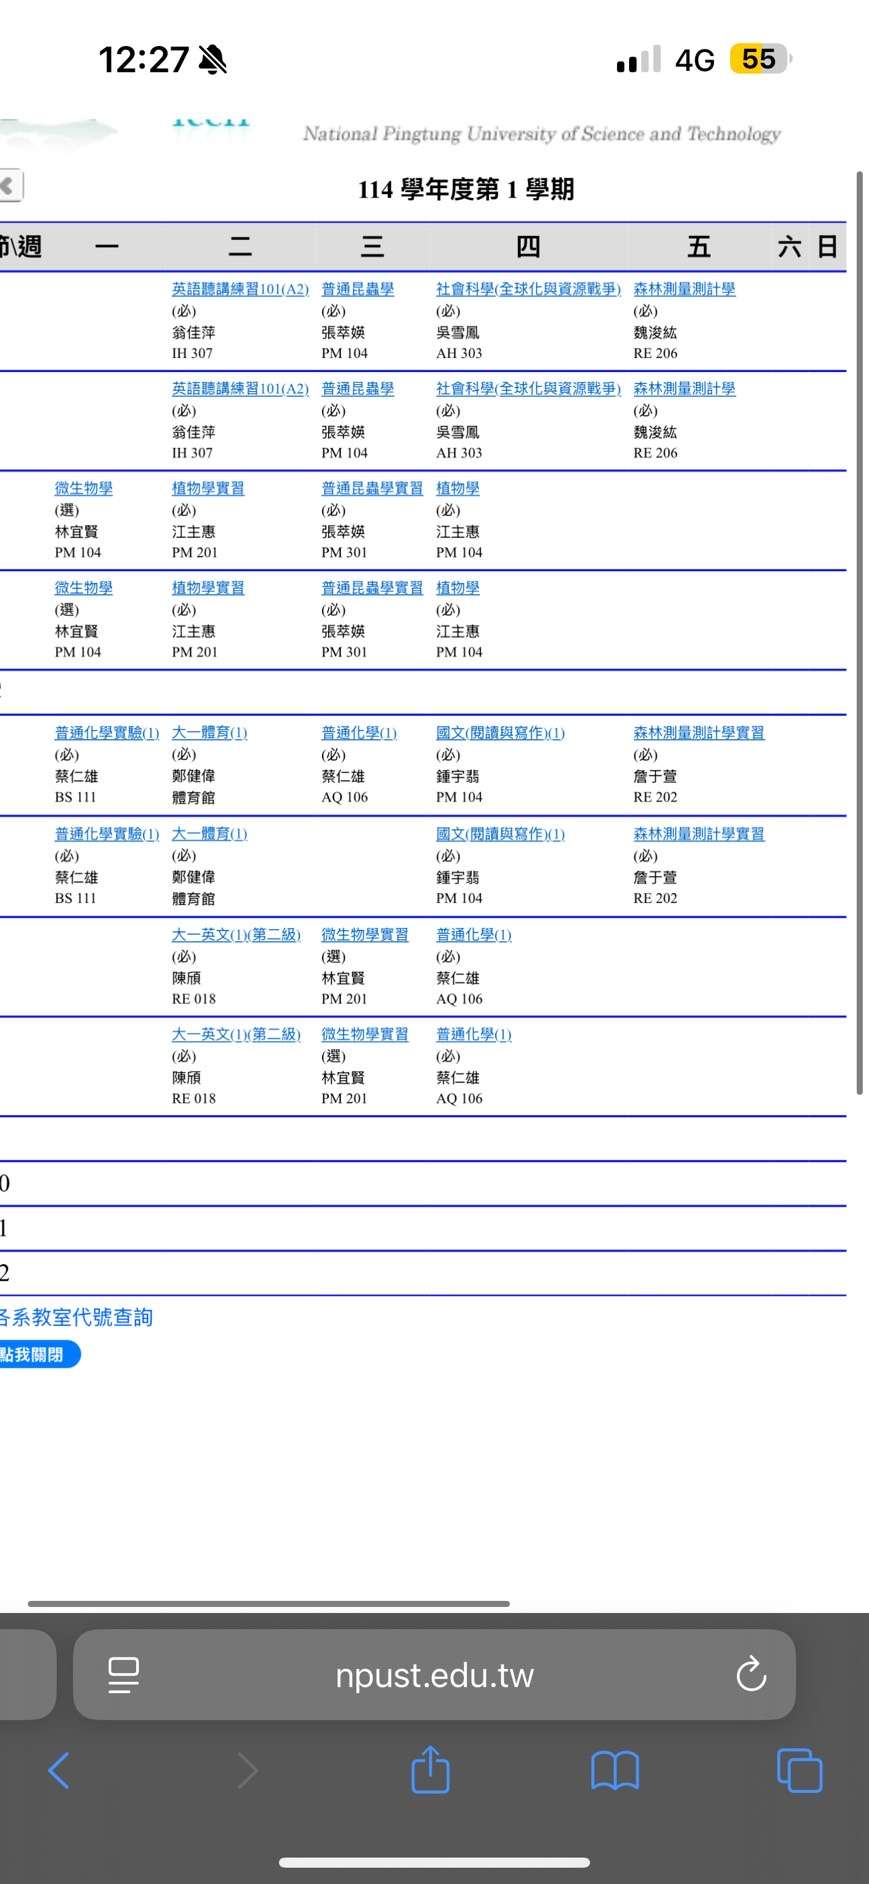 12:27
4G 55
National Pingtung University of Science and Technology
114 學年度第 1 學期
節\週 一 二 三 四 五 六 日
英語聽講練習101(A2) 普通昆蟲學 社會科學(全球化與資源戰爭) 森林測量測計學
(必) (必) (必) (必)
翁佳萍 張萃媖 吳雪鳳 魏浚紘
IH 307 PM 104 AH 303 RE 206
英語聽講練習101(A2) 普通昆蟲學 社會科學(全球化與資源戰爭) 森林測量測計學
(必) (必) (必) (必)
翁佳萍 張萃媖 吳雪鳳 魏浚紘
IH 307 PM 104 AH 303 RE 206
微生物學 植物學實習 普通昆蟲學實習 植物學
(選) (必) (必) (必)
林宜賢 江主惠 張萃媖 江主惠
PM 104 PM 201 PM 301 PM 104
微生物學 植物學實習 普通昆蟲學實習 植物學
(選) (必) (必) (必)
林宜賢 江主惠 張萃媖 江主惠
PM 104 PM 201 PM 301 PM 104
普通化學實驗(1) 大一體育(1) 普通化學(1) 國文(閱讀與寫作)(1) 森林測量測計學實習
(必) (必) (必) (必) (必)
蔡仁雄 鄭健偉 蔡仁雄 鍾宇翡 詹于萱
BS 111 體育館 AQ 106 PM 104 RE 202
普通化學實驗(1) 大一體育(1) 國文(閱讀與寫作)(1) 森林測量測計學實習
(必) (必) (必) (必)
蔡仁雄 鄭健偉 鍾宇翡 詹于萱
BS 111 體育館 PM 104 RE 202
大一英文(1)(第二級) 微生物學實習 普通化學(1)
(必) (選) (必)
陳頎 林宜賢 蔡仁雄
RE 018 PM 201 AQ 106
大一英文(1)(第二級) 微生物學實習 普通化學(1)
(必) (選) (必)
陳頎 林宜賢 蔡仁雄
RE 018 PM 201 AQ 106
0
1
2
各系教室代號查詢
點我關閉
npust.edu.tw